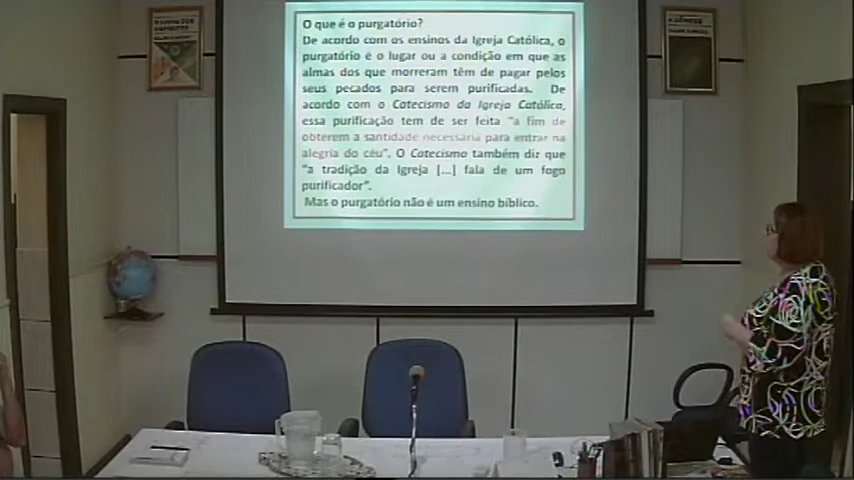 O que é o purgatório?
De acordo com os ensinos da Igreja Católica, o
purgatório é o lugar ou a condição em que as
almas dos que morreram têm de pagar pelos
seus pecados para serem purificadas. De
acordo com o Catecismo da Igreja Católica,
essa purificação tem de ser feita "a fim de
obterem a santidade necessária para entrar na
alegria do céu". O Catecismo também diz que
"a tradição da Igreja [...] fala de um fogo
purificador".
Mas o purgatório não é um ensino bíblico.